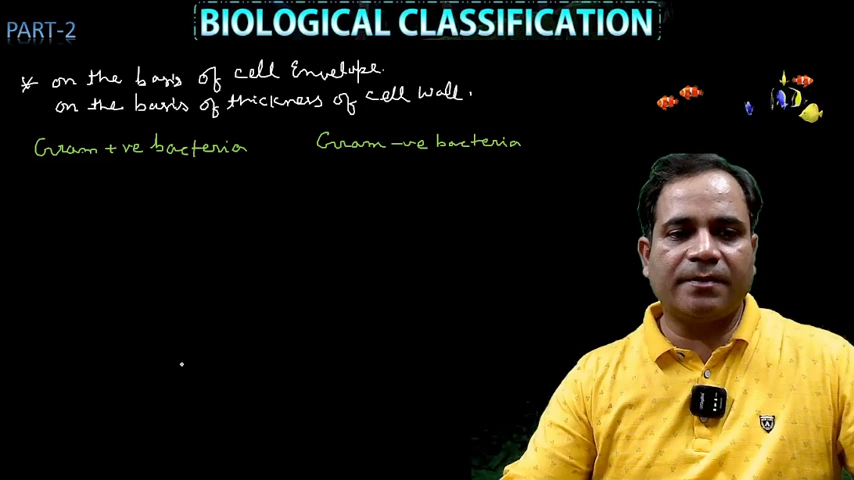 PART-2
BIOLOGICAL CLASSIFICATION
* on the basis of cell Envelope.
on the basis of thickness of cell wall.
Gram +ve bacteria
Gram -ve bacteria